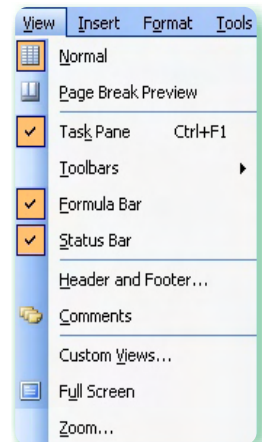 View Insert Format Tools
Normal
Page Break Preview
Task Pane Ctrl+F1
Toolbars
Formula Bar
Status Bar
Header and Footer...
Comments
Custom Views...
Full Screen
Zoom...